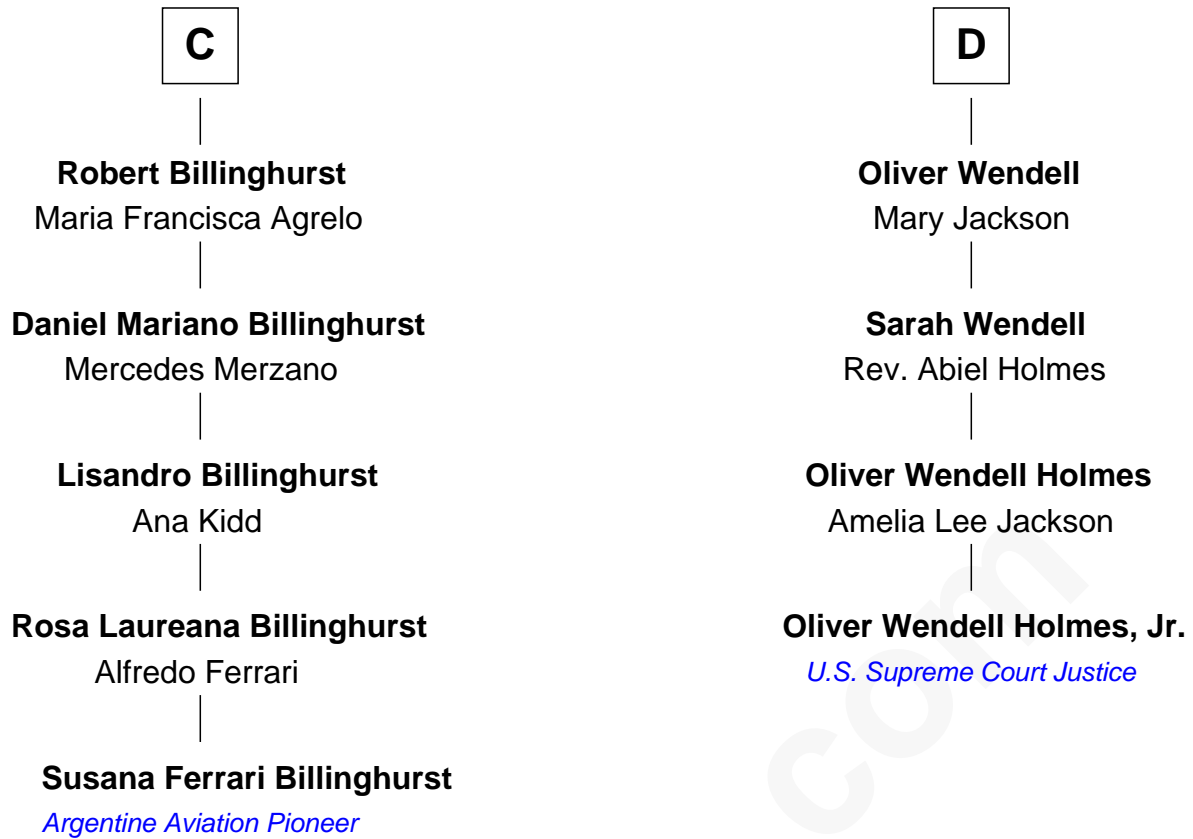 C
Robert Billinghurst
Maria Francisca Agrelo
Daniel Mariano Billinghurst
Mercedes Merzano
Lisandro Billinghurst
Ana Kidd
Rosa Laureana Billinghurst
Alfredo Ferrari
Susana Ferrari Billinghurst
Argentine Aviation Pioneer
D
Oliver Wendell
Mary Jackson
Sarah Wendell
Rev. Abiel Holmes
Oliver Wendell Holmes
Amelia Lee Jackson
Oliver Wendell Holmes, Jr.
U.S. Supreme Court Justice
com